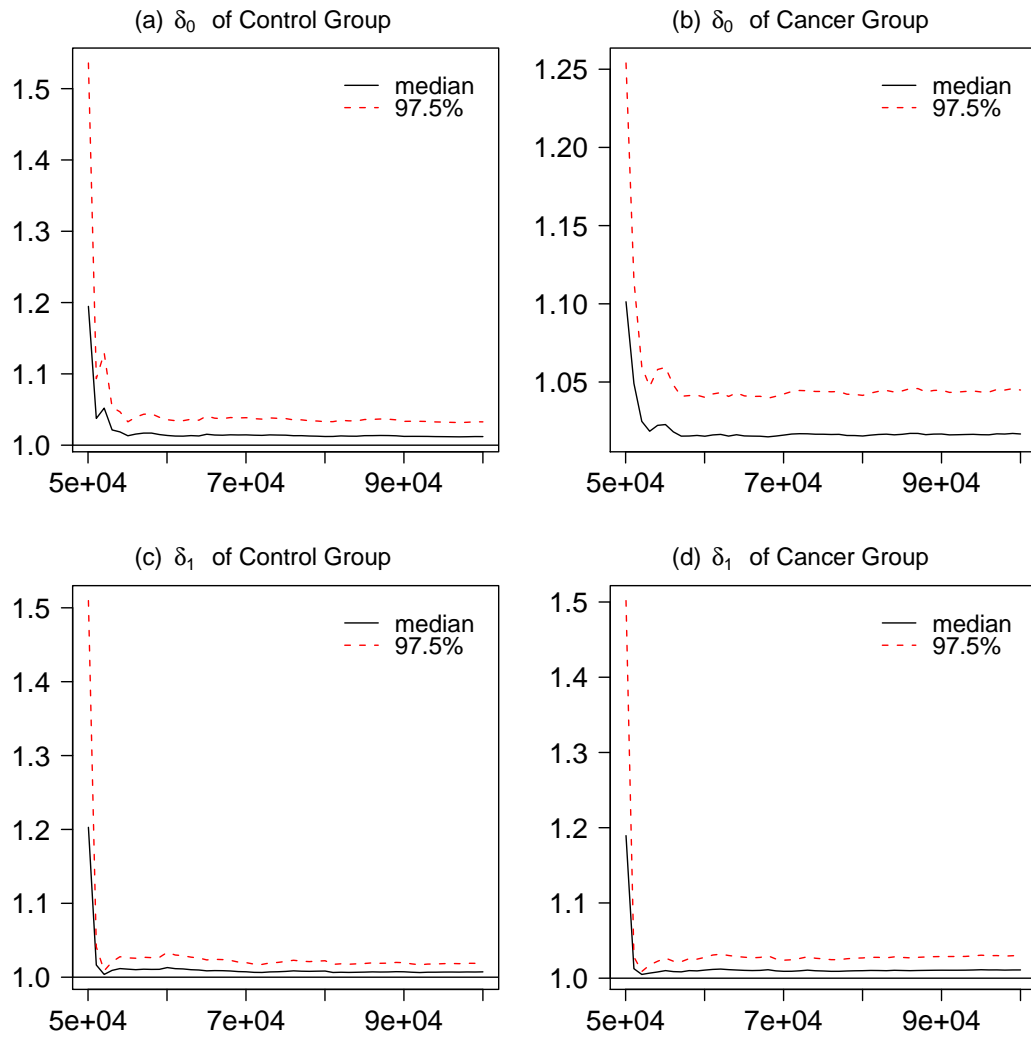 (a) δ₀ of Control Group
1.5
1.4
1.3
1.2
1.1
1.0
median
97.5%
5e+04 7e+04 9e+04
(b) δ₀ of Cancer Group
1.25
1.20
1.15
1.10
1.05
median
97.5%
5e+04 7e+04 9e+04
(c) δ₁ of Control Group
1.5
1.4
1.3
1.2
1.1
1.0
median
97.5%
5e+04 7e+04 9e+04
(d) δ₁ of Cancer Group
1.5
1.4
1.3
1.2
1.1
1.0
median
97.5%
5e+04 7e+04 9e+04